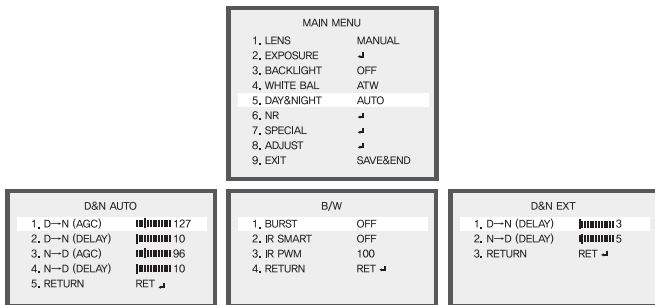 MAIN MENU
1. LENS MANUAL
2. EXPOSURE ↲
3. BACKLIGHT OFF
4. WHITE BAL ATW
5. DAY&NIGHT AUTO
6. NR ↲
7. SPECIAL ↲
8. ADJUST ↲
9. EXIT SAVE&END
D&N AUTO
1. D→N (AGC) 127
2. D→N (DELAY) 10
3. N→D (AGC) 96
4. N→D (DELAY) 10
5. RETURN RET ↲
B/W
1. BURST OFF
2. IR SMART OFF
3. IR PWM 100
4. RETURN RET ↲
D&N EXT
1. D→N (DELAY) 3
2. N→D (DELAY) 5
3. RETURN RET ↲